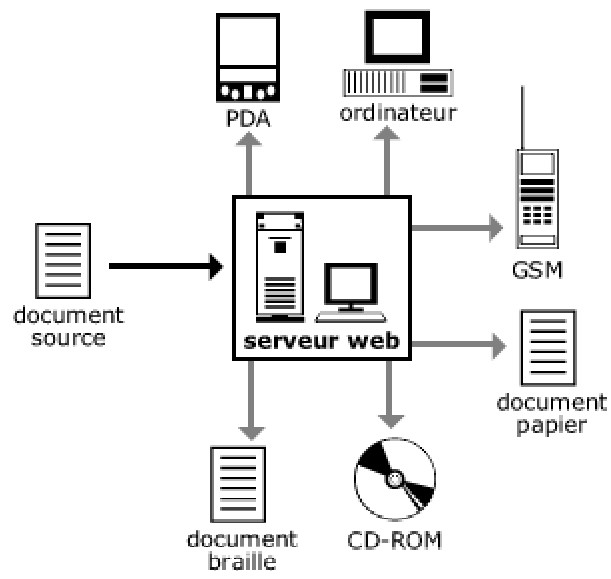 PDA
ordinateur
GSM
document
source
serveur web
document
papier
document
braille
CD-ROM